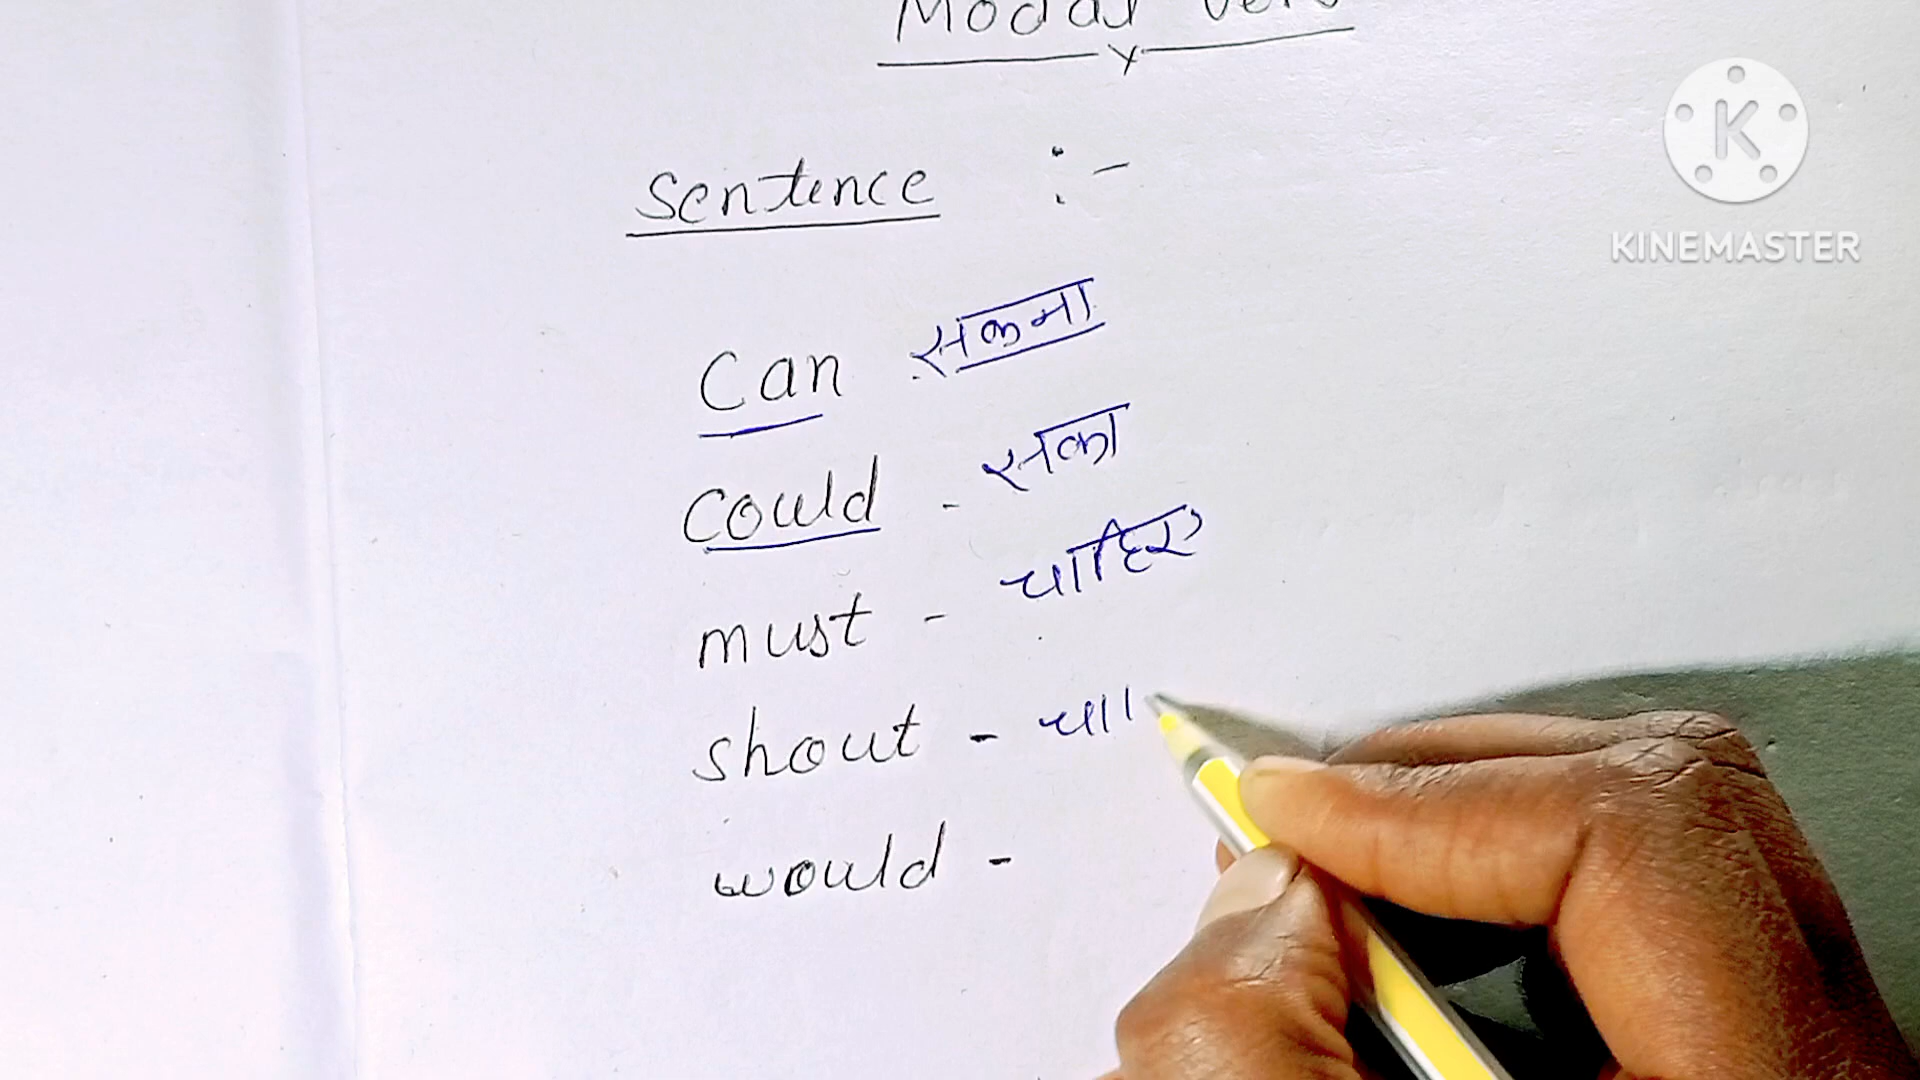 Modal verb
Sentence :-
Can सकना
Could - सका
must - चाहिए
shout - चा
would -
KINEMASTER